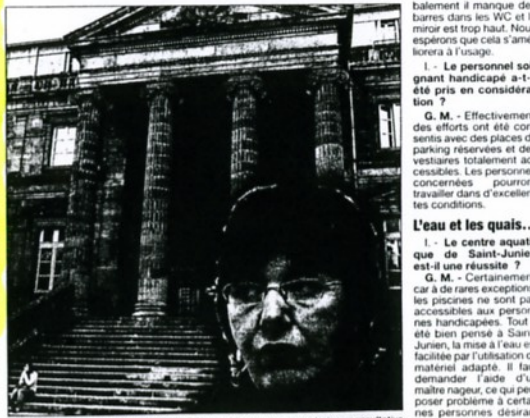 balement il manque de
barres dans les WC et l
miroir est trop haut. Nou
espérons que cela s'amé
liorera à l'usage.
I. - Le personnel soi
gnant handicapé a-t-
été pris en considéra
tion ?
G. M. - Effectivemen
des efforts ont été con
sentis avec des places d
parking réservées et de
vestiaires totalement ac
cessibles. Les personne
concernées pourron
travailler dans d'excellen
tes conditions.
L'eau et les quais..
I. - Le centre aquati
que de Saint-Junie
est-il une réussite ?
G. M. - Certainemen
car à de rares exception
les piscines ne sont pa
accessibles aux person
nes handicapées. Tout
été bien pensé à Sain
Junien, la mise à l'eau e
facilitée par l'utilisation d
matériel adapté. Il fau
demander l'aide d'u
maître nageur, ce qui pe
poser problème à certai
nes personnes désira